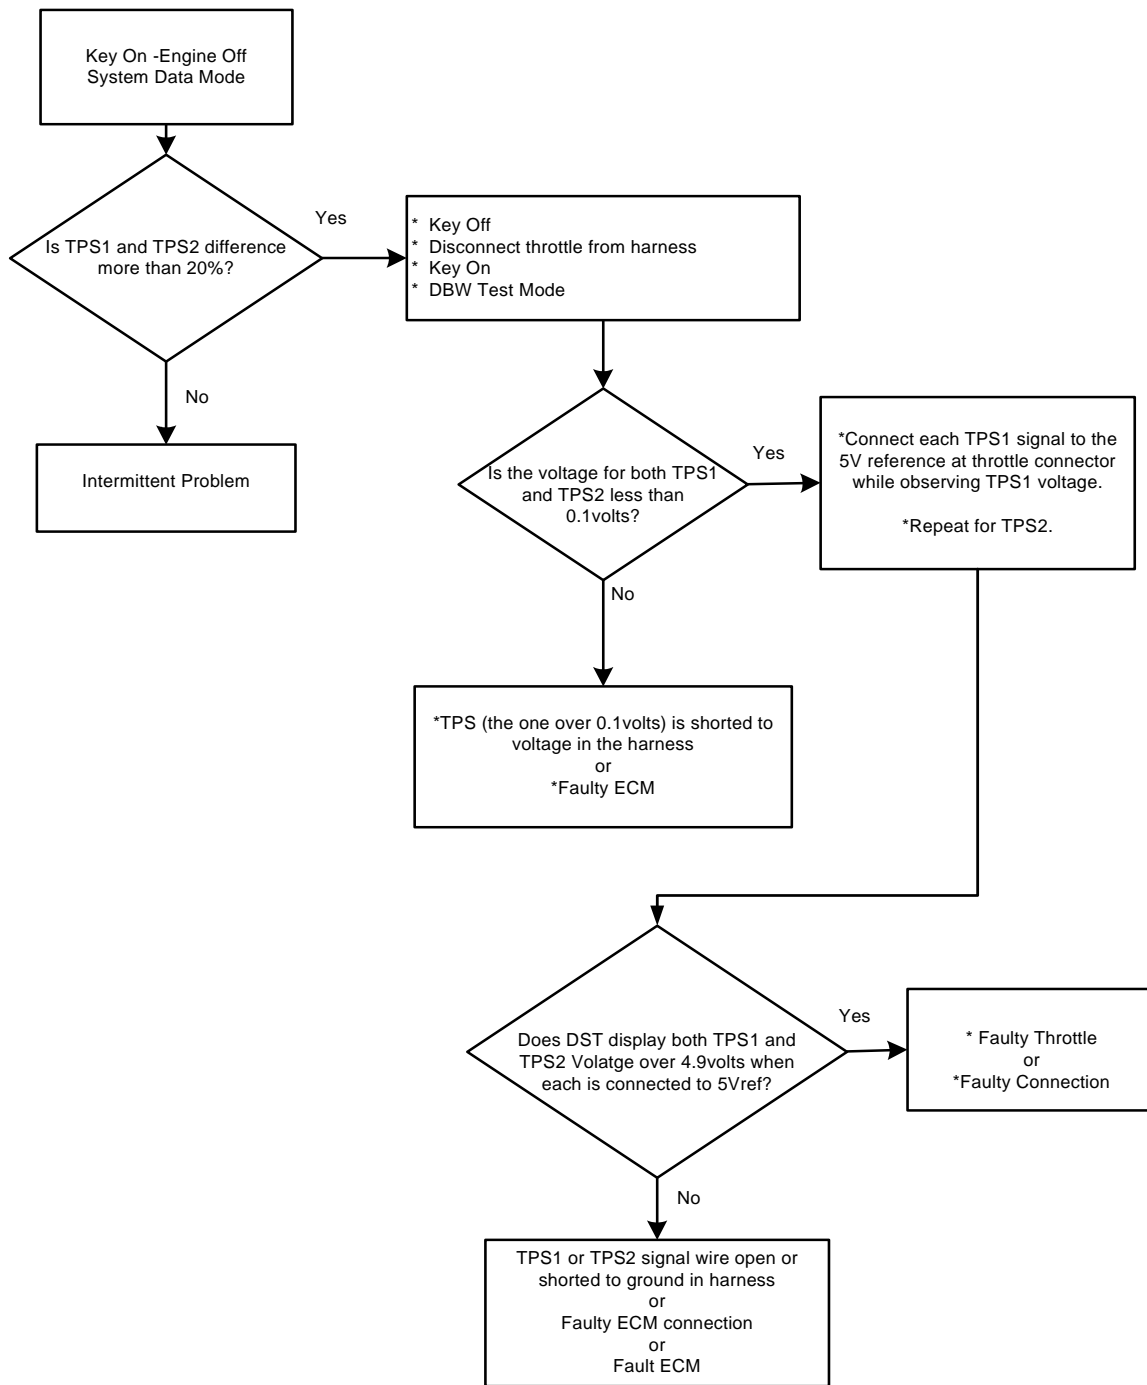 Key On -Engine Off
System Data Mode
Is TPS1 and TPS2 difference
more than 20%?
Yes
* Key Off
* Disconnect throttle from harness
* Key On
* DBW Test Mode
No
Intermittent Problem
Is the voltage for both TPS1
and TPS2 less than
0.1volts?
Yes
*Connect each TPS1 signal to the
5V reference at throttle connector
while observing TPS1 voltage.
*Repeat for TPS2.
No
*TPS (the one over 0.1volts) is shorted to
voltage in the harness
or
*Faulty ECM
Does DST display both TPS1 and
TPS2 Volatge over 4.9volts when
each is connected to 5Vref?
Yes
* Faulty Throttle
or
*Faulty Connection
No
TPS1 or TPS2 signal wire open or
shorted to ground in harness
or
Faulty ECM connection
or
Fault ECM